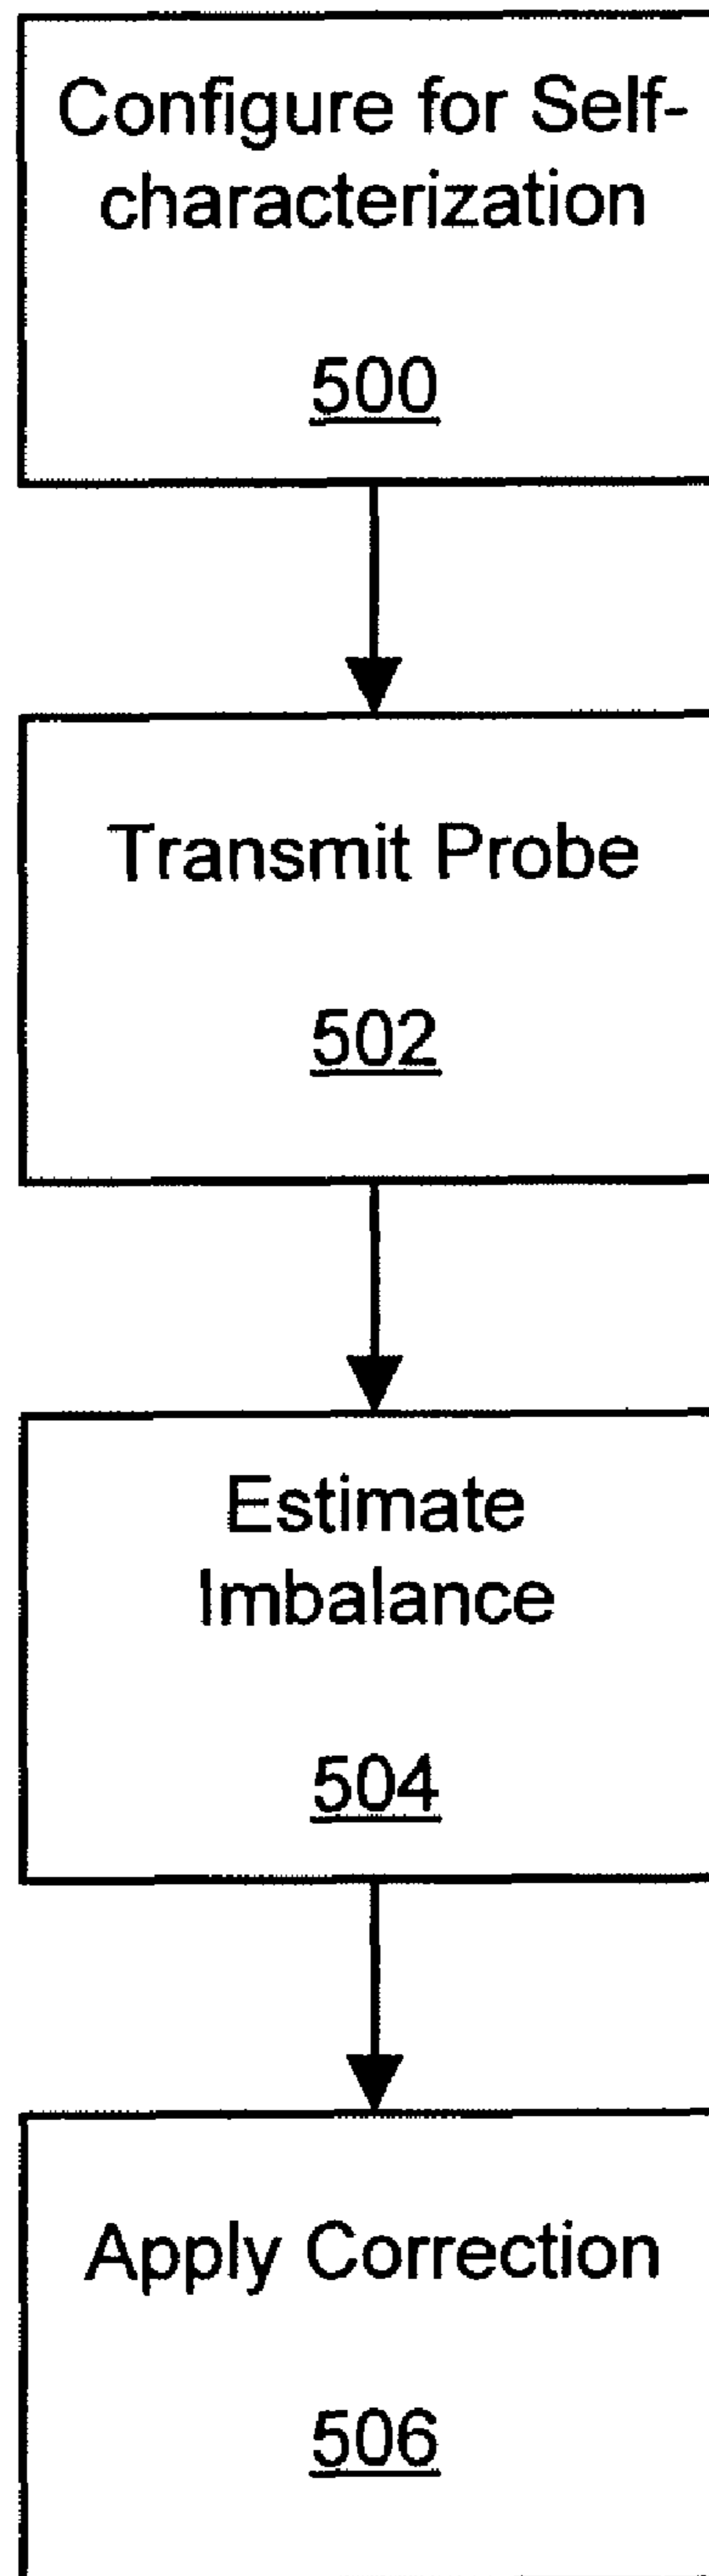 Configure for Self-
characterization
500
Transmit Probe
502
Estimate
Imbalance
504
Apply Correction
506